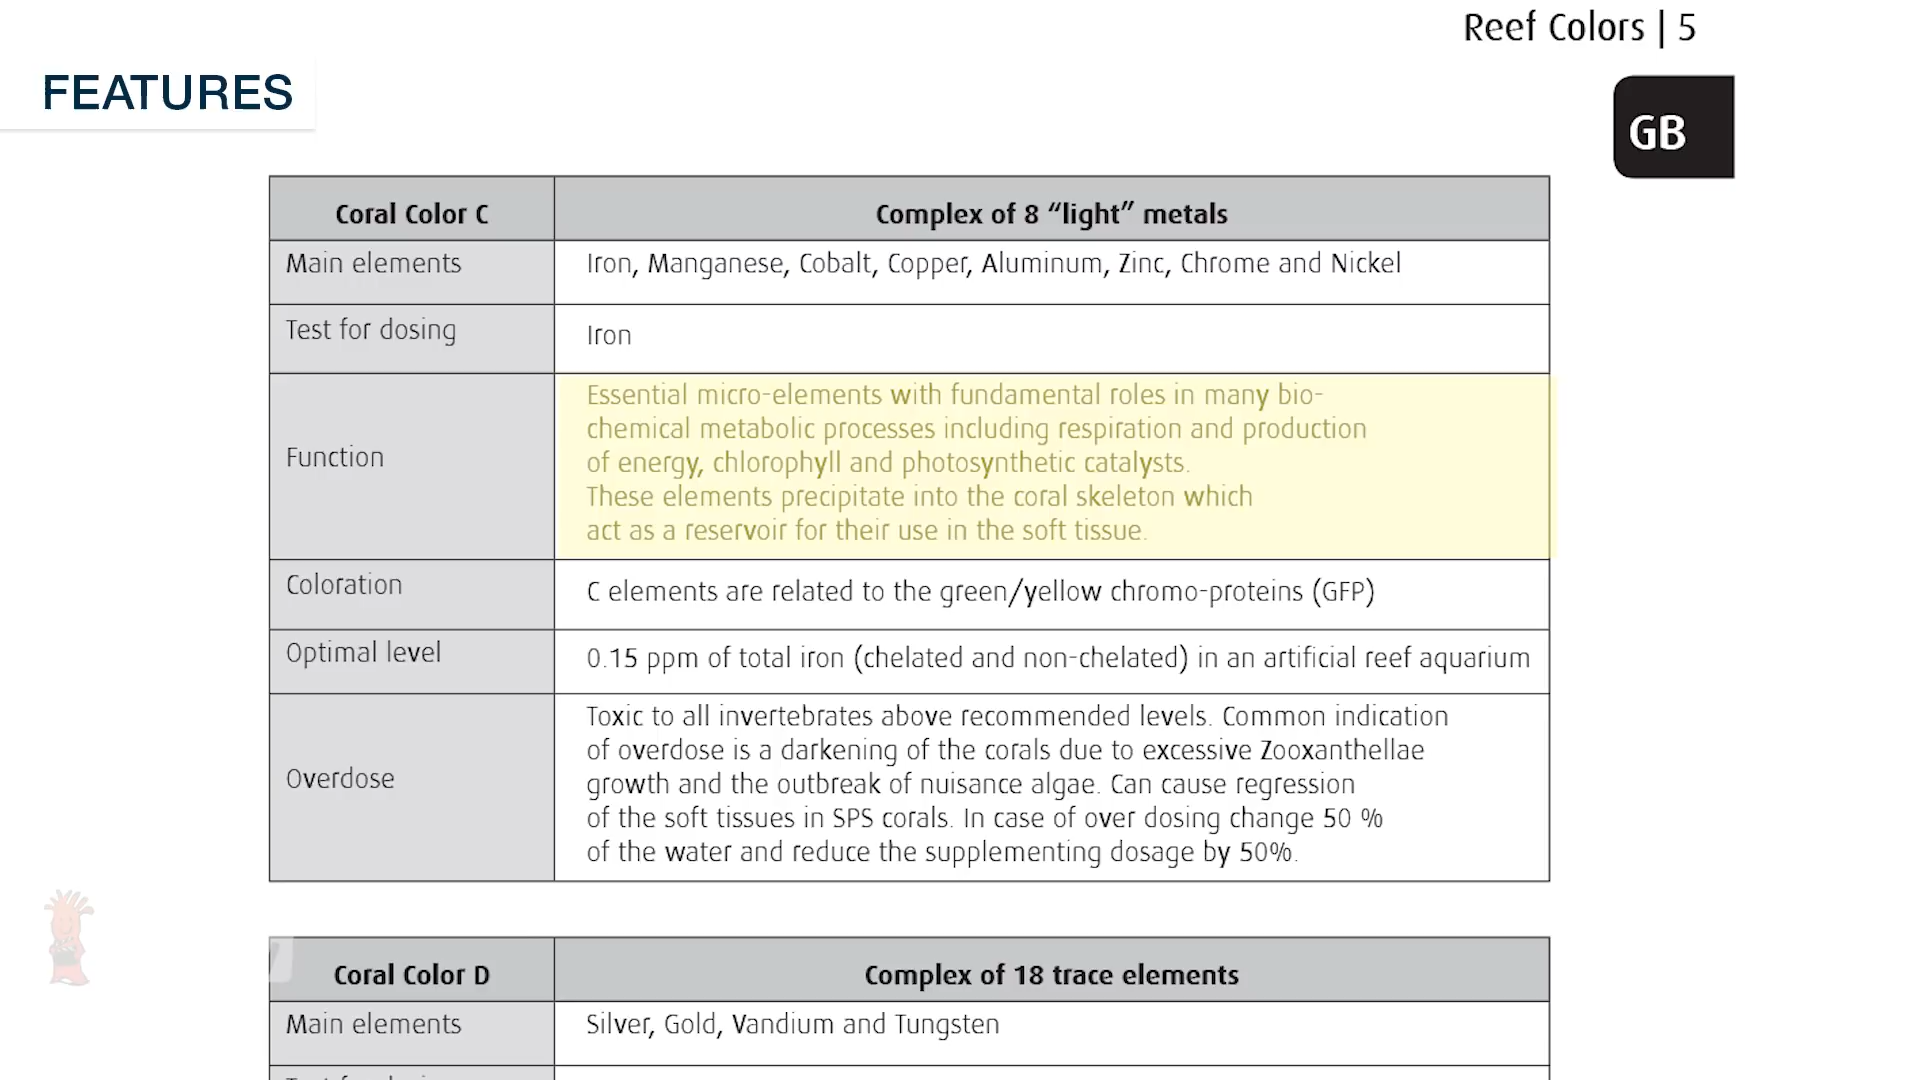 Reef Colors | 5
FEATURES
GB
Coral Color C
Complex of 8 “light” metals
Main elements
Iron, Manganese, Cobalt, Copper, Aluminum, Zinc, Chrome and Nickel
Test for dosing
Iron
Function
Essential micro-elements with fundamental roles in many bio-
chemical metabolic processes including respiration and production
of energy, chlorophyll and photosynthetic catalysts.
These elements precipitate into the coral skeleton which
act as a reservoir for their use in the soft tissue.
Coloration
C elements are related to the green/yellow chromo-proteins (GFP)
Optimal level
0.15 ppm of total iron (chelated and non-chelated) in an artificial reef aquarium
Overdose
Toxic to all invertebrates above recommended levels. Common indication
of overdose is a darkening of the corals due to excessive Zooxanthellae
growth and the outbreak of nuisance algae. Can cause regression
of the soft tissues in SPS corals. In case of over dosing change 50 %
of the water and reduce the supplementing dosage by 50%.
Coral Color D
Complex of 18 trace elements
Main elements
Silver, Gold, Vandium and Tungsten